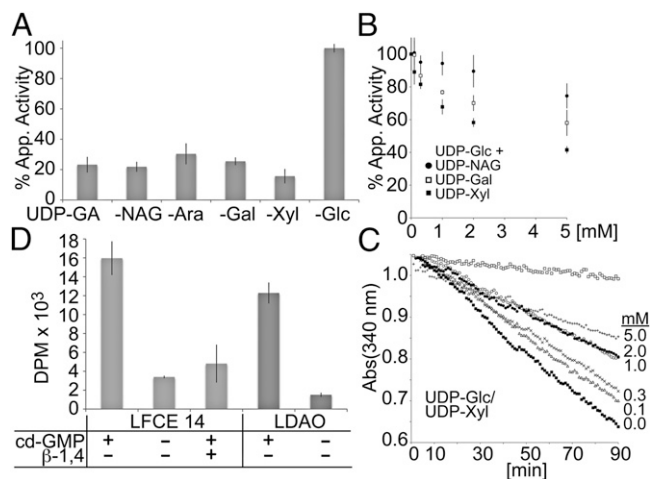 A
% App. Activity
100
80
60
40
20
0
UDP-GA -NAG -Ara -Gal -Xyl -Glc
B
% App. Activity
100
80
60
40
20
0
UDP-Glc +
● UDP-NAG
□ UDP-Gal
■ UDP-Xyl
0 1 2 3 4 5 [mM]
D
DPM x 10³
18
16
14
12
10
8
6
4
2
0
LFCE 14 LDAO
cd-GMP + − + + −
β-1,4 − − + − −
C
Abs(340 nm)
1.0
0.9
0.8
0.7
0.6
UDP-Glc/
UDP-Xyl
mM
5.0
2.0
1.0
0.3
0.1
0.0
0 10 30 50 70 90
[min]